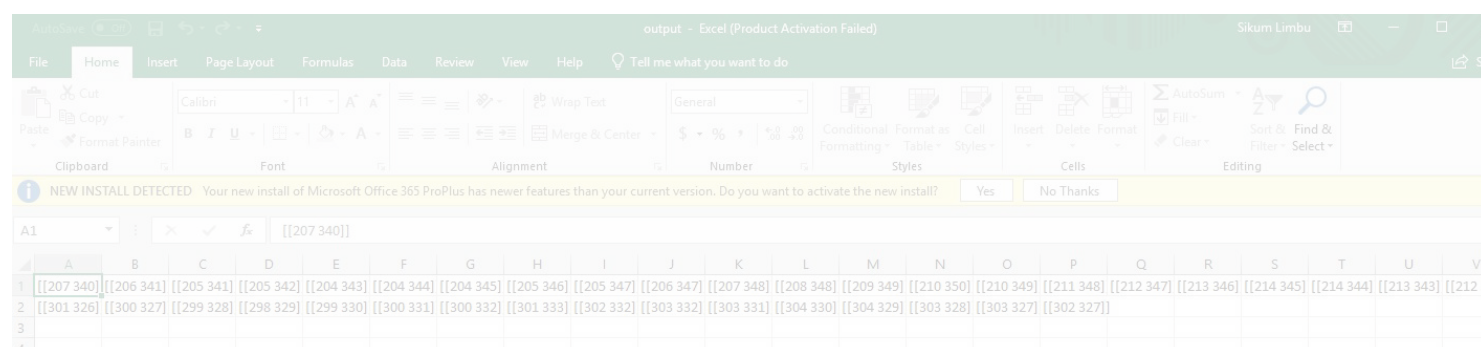 AutoSave Off output - Excel (Product Activation Failed) Sikum Limbu
File Home Insert Page Layout Formulas Data Review View Help Tell me what you want to do
Cut
Copy
Format Painter
Paste
Calibri 11 A A
B I U A
Wrap Text
Merge & Center
General
$ % ,
Conditional Formatting Format as Table Cell Styles
Insert Delete Format
AutoSum
Fill
Clear
Sort & Filter Find & Select
Clipboard Font Alignment Number Styles Cells Editing
NEW INSTALL DETECTED Your new install of Microsoft Office 365 ProPlus has newer features than your current version. Do you want to activate the new install? Yes No Thanks
A1 fx [[207 340]]
A B C D E F G H I J K L M N O P Q R S T U V
1 [[207 340] [[206 341] [[205 341] [[205 342] [[204 343] [[204 344] [[204 345] [[205 346] [[205 347] [[206 347] [[207 348] [[208 348] [[209 349] [[210 350] [[210 349] [[211 348] [[212 347] [[213 346] [[214 345] [[214 344] [[213 343] [[212
2 [[301 326] [[300 327] [[299 328] [[298 329] [[299 330] [[300 331] [[300 332] [[301 333] [[302 332] [[303 332] [[303 331] [[304 330] [[304 329] [[303 328] [[303 327] [[302 327]]
3